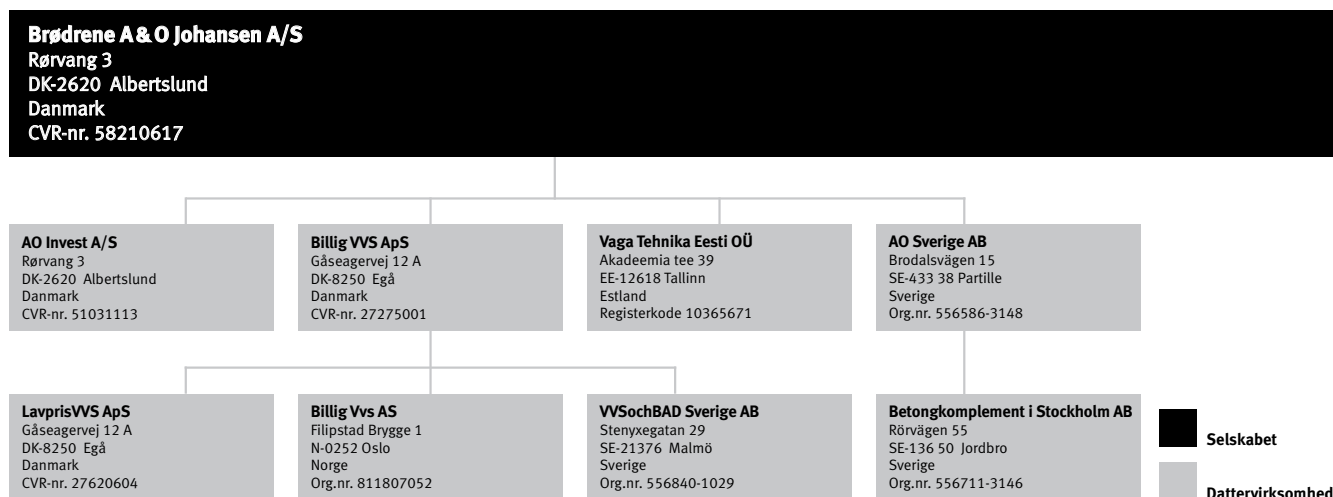 Brødrene A & O Johansen A/S
Rørvang 3
DK-2620 Albertslund
Danmark
CVR-nr. 58210617
AO Invest A/S
Rørvang 3
DK-2620 Albertslund
Danmark
CVR-nr. 51031113
Billig VVS ApS
Gåseagervej 12 A
DK-8250 Egå
Danmark
CVR-nr. 27275001
Vaga Tehnika Eesti OÜ
Akadeemia tee 39
EE-12618 Tallinn
Estland
Registerkode 10365671
AO Sverige AB
Brodalsvägen 15
SE-433 38 Partille
Sverige
Org.nr. 556586-3148
LavprisVVS ApS
Gåseagervej 12 A
DK-8250 Egå
Danmark
CVR-nr. 27620604
Billig Vvs AS
Filipstad Brygge 1
N-0252 Oslo
Norge
Org.nr. 811807052
VVSochBAD Sverige AB
Stenyxegatan 29
SE-21376 Malmö
Sverige
Org.nr. 556840-1029
Betongkomplement i Stockholm AB
Rörvägen 55
SE-136 50 Jordbro
Sverige
Org.nr. 556711-3146
Selskabet
Dattervirksomhed